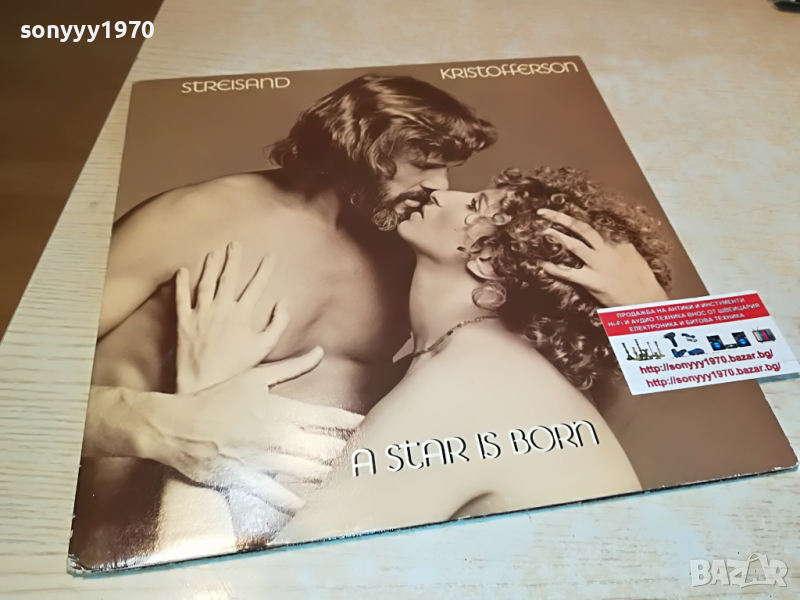 sonyyy1970
STREISAND
KRISTOFFERSON
ПРОДАЖБА НА АНТИКИ И ИНСТУМЕНТИ
Hi-Fi И АУДИО ТЕХНИКА ВНОС ОТ ШВЕЙЦАРИЯ
ЕЛЕКТРОНИКА И БИТОВА ТЕХНИКА
http://sonyyy1970.bazar.bg/
http://sonyyy1970.bazar.bg/
A STAR IS BORN
BAZAR